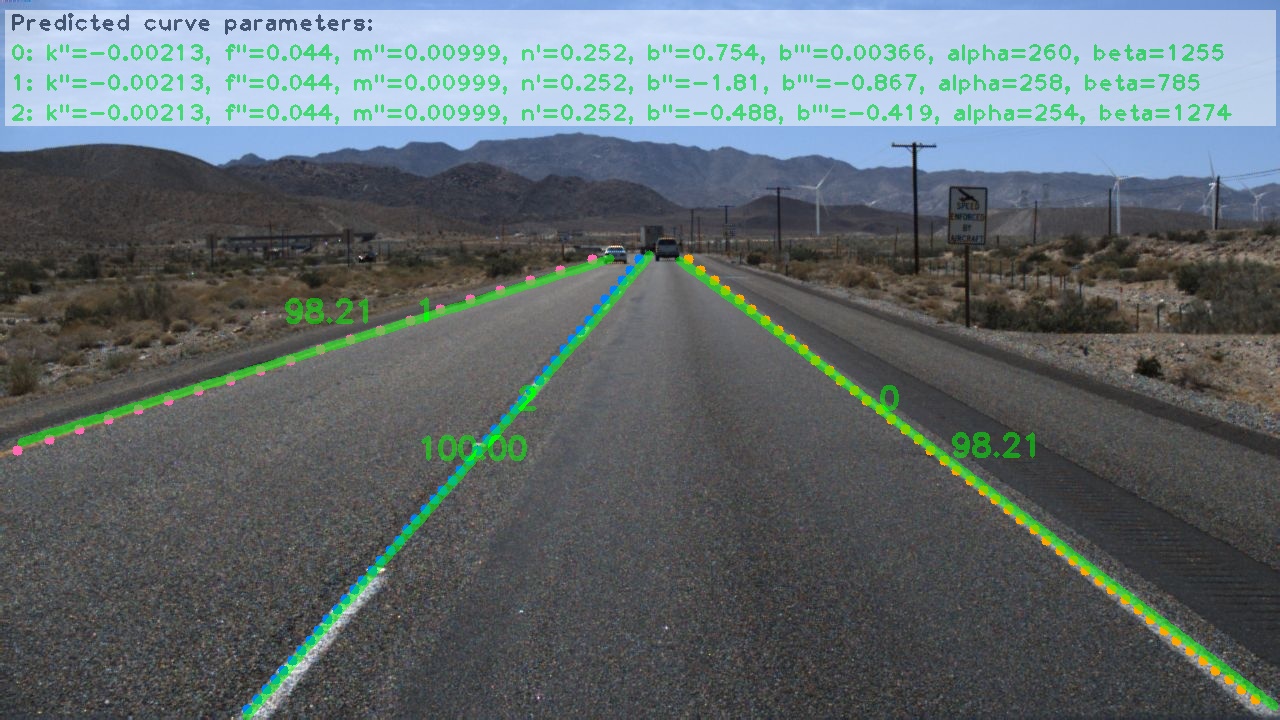 Predicted curve parameters:
0: k''=-0.00213, f''=0.044, m''=0.00999, n'=0.252, b''=0.754, b'''=0.00366, alpha=260, beta=1255
1: k''=-0.00213, f''=0.044, m''=0.00999, n'=0.252, b''=-1.81, b'''=-0.867, alpha=258, beta=785
2: k''=-0.00213, f''=0.044, m''=0.00999, n'=0.252, b''=-0.488, b'''=-0.419, alpha=254, beta=1274
SPEED
ENFORCED
BY
AIRCRAFT
98.21 1
2
0
100.00
98.21